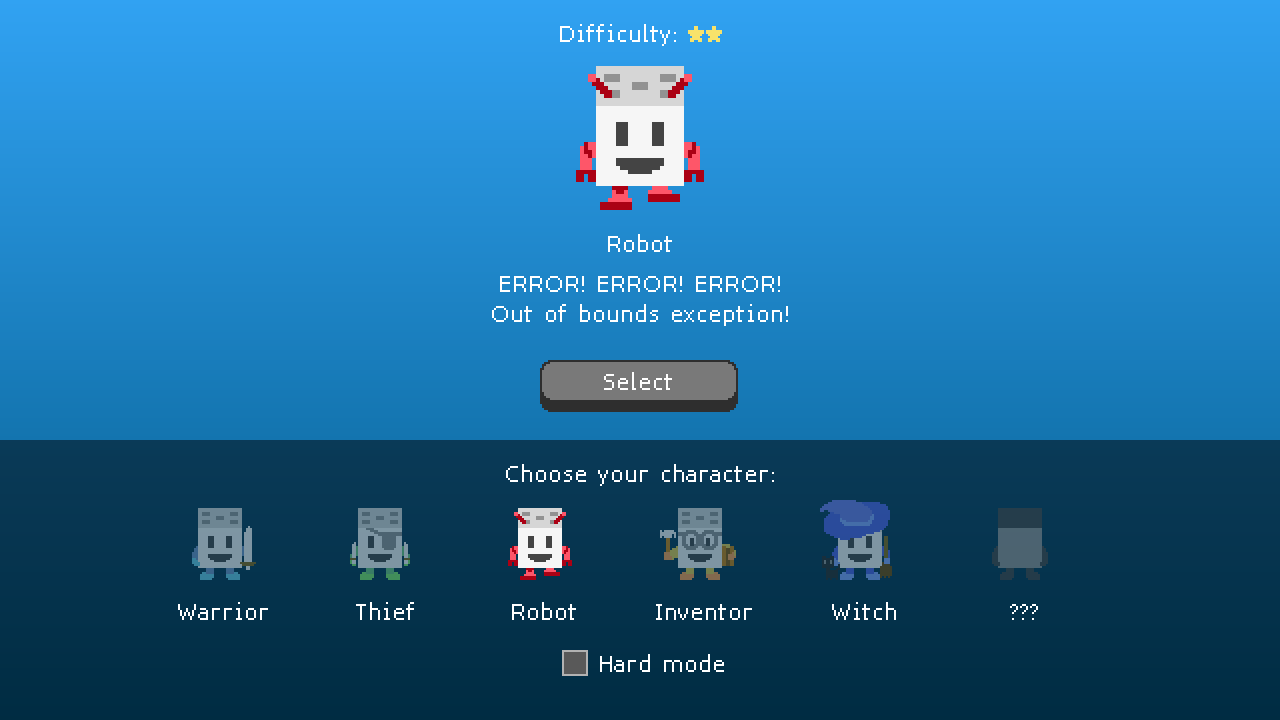 Difficulty: ★★
Robot
ERROR! ERROR! ERROR!
Out of bounds exception!
Select
Choose your character:
Warrior Thief Robot Inventor Witch ???
Hard mode